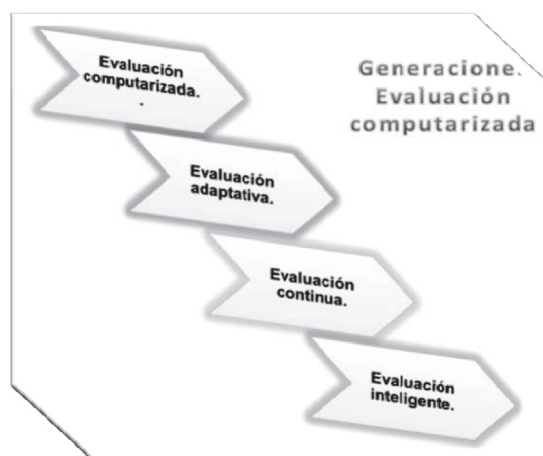 Generacione.
Evaluación
computarizada
Evaluación
computarizada.
.
Evaluación
adaptativa.
Evaluación
continua.
Evaluación
inteligente.